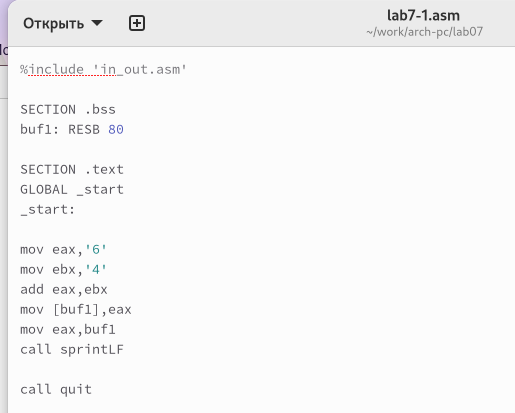 Открыть
lab7-1.asm
~/work/arch-pc/lab07
%include 'in_out.asm'
SECTION .bss
buf1: RESB 80
SECTION .text
GLOBAL _start
_start:
mov eax,'6'
mov ebx,'4'
add eax,ebx
mov [buf1],eax
mov eax,buf1
call sprintLF
call quit